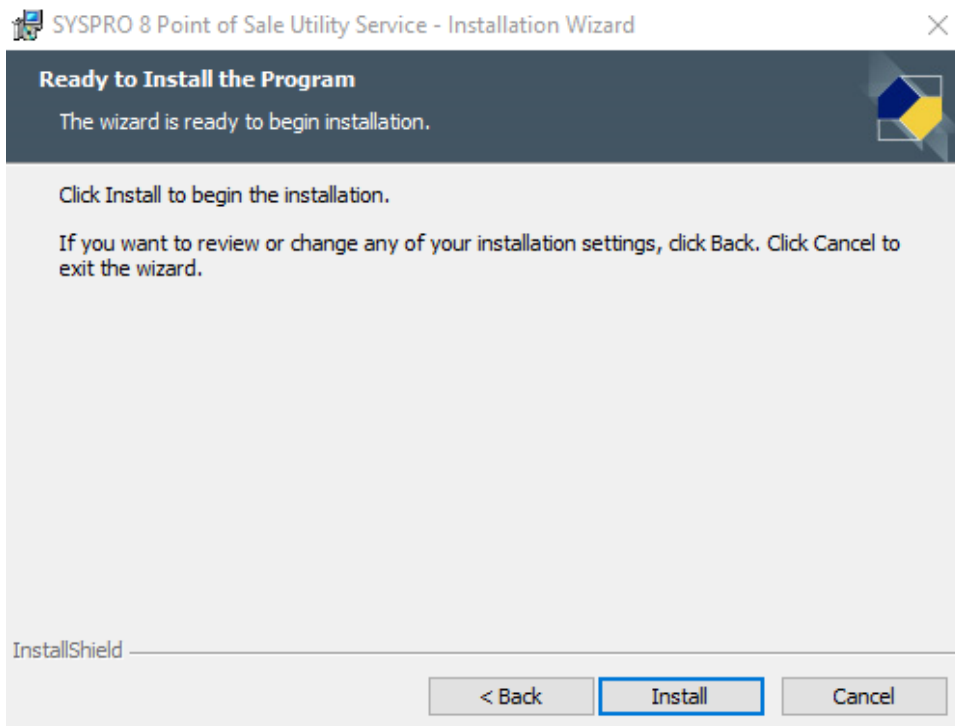 SYSPRO 8 Point of Sale Utility Service - Installation Wizard
Ready to Install the Program
The wizard is ready to begin installation.
Click Install to begin the installation.
If you want to review or change any of your installation settings, click Back. Click Cancel to
exit the wizard.
InstallShield
< Back
Install
Cancel